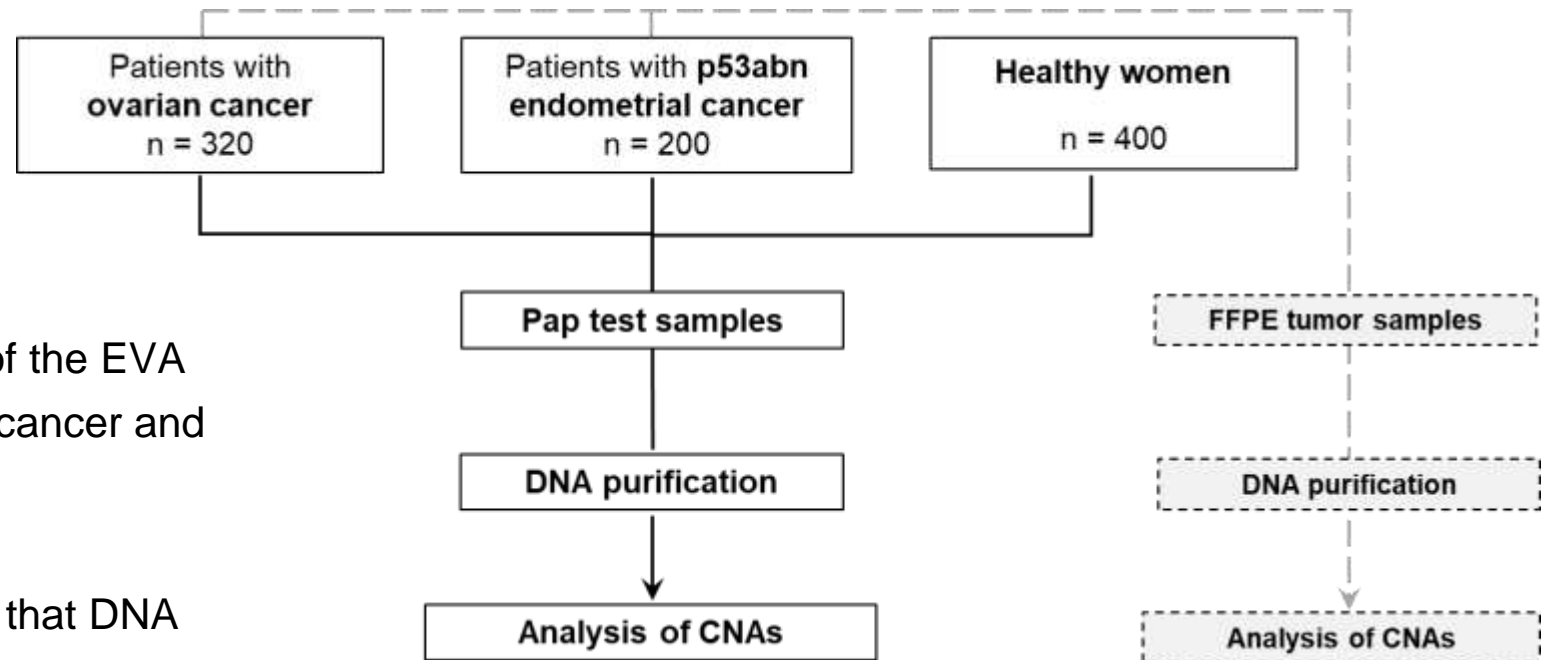 Patients with
ovarian cancer
n = 320
Patients with p53abn
endometrial cancer
n = 200
Healthy women
n = 400
Pap test samples
FFPE tumor samples
of the EVA
cancer and
DNA purification
DNA purification
that DNA
Analysis of CNAs
Analysis of CNAs